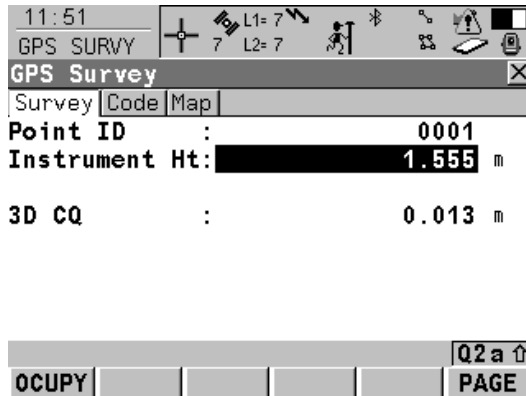 11:51
GPS SURVY
7 L1= 7
L2= 7
GPS Survey
Survey Code Map
Point ID : 0001
Instrument Ht: 1.555 m
3D CQ : 0.013 m
Q2 a
OCUPY PAGE